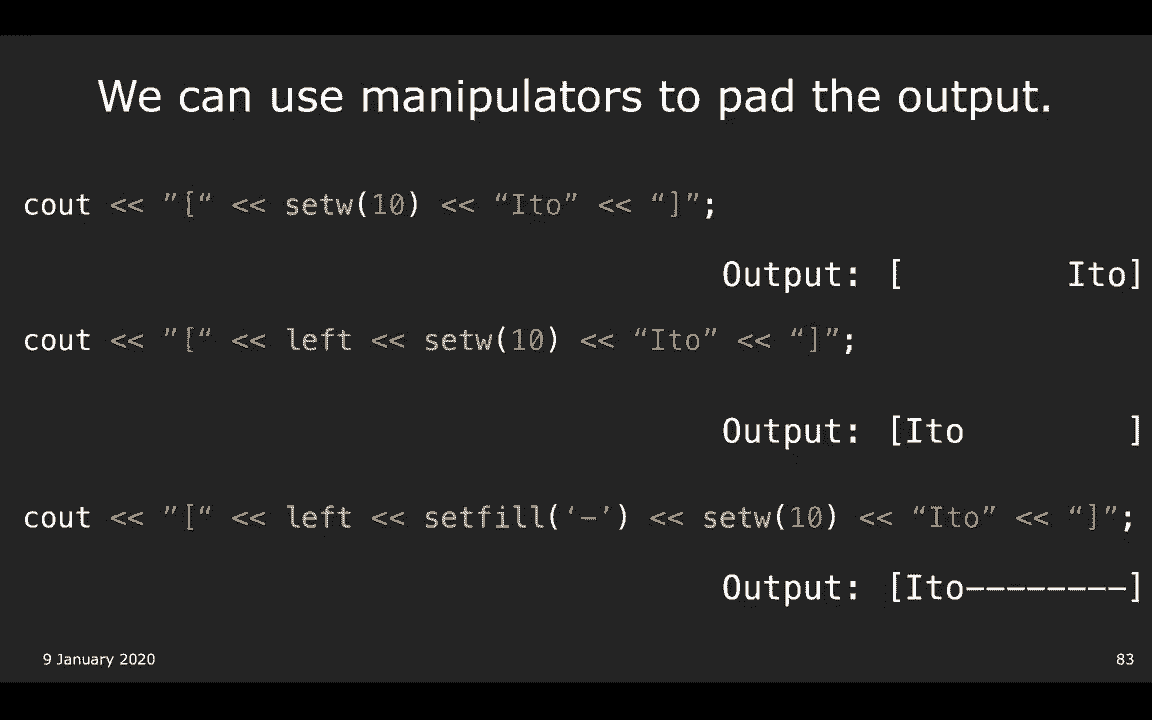 We can use manipulators to pad the output.
cout << ”[“ << setw(10) << “Ito” << “]”;
Output: [          Ito]
cout << ”[“ << left << setw(10) << “Ito” << “]”;
Output: [Ito          ]
cout << ”[“ << left << setfill(‘-’) << setw(10) << “Ito” << “]”;
Output: [Ito----------]
9 January 2020
83